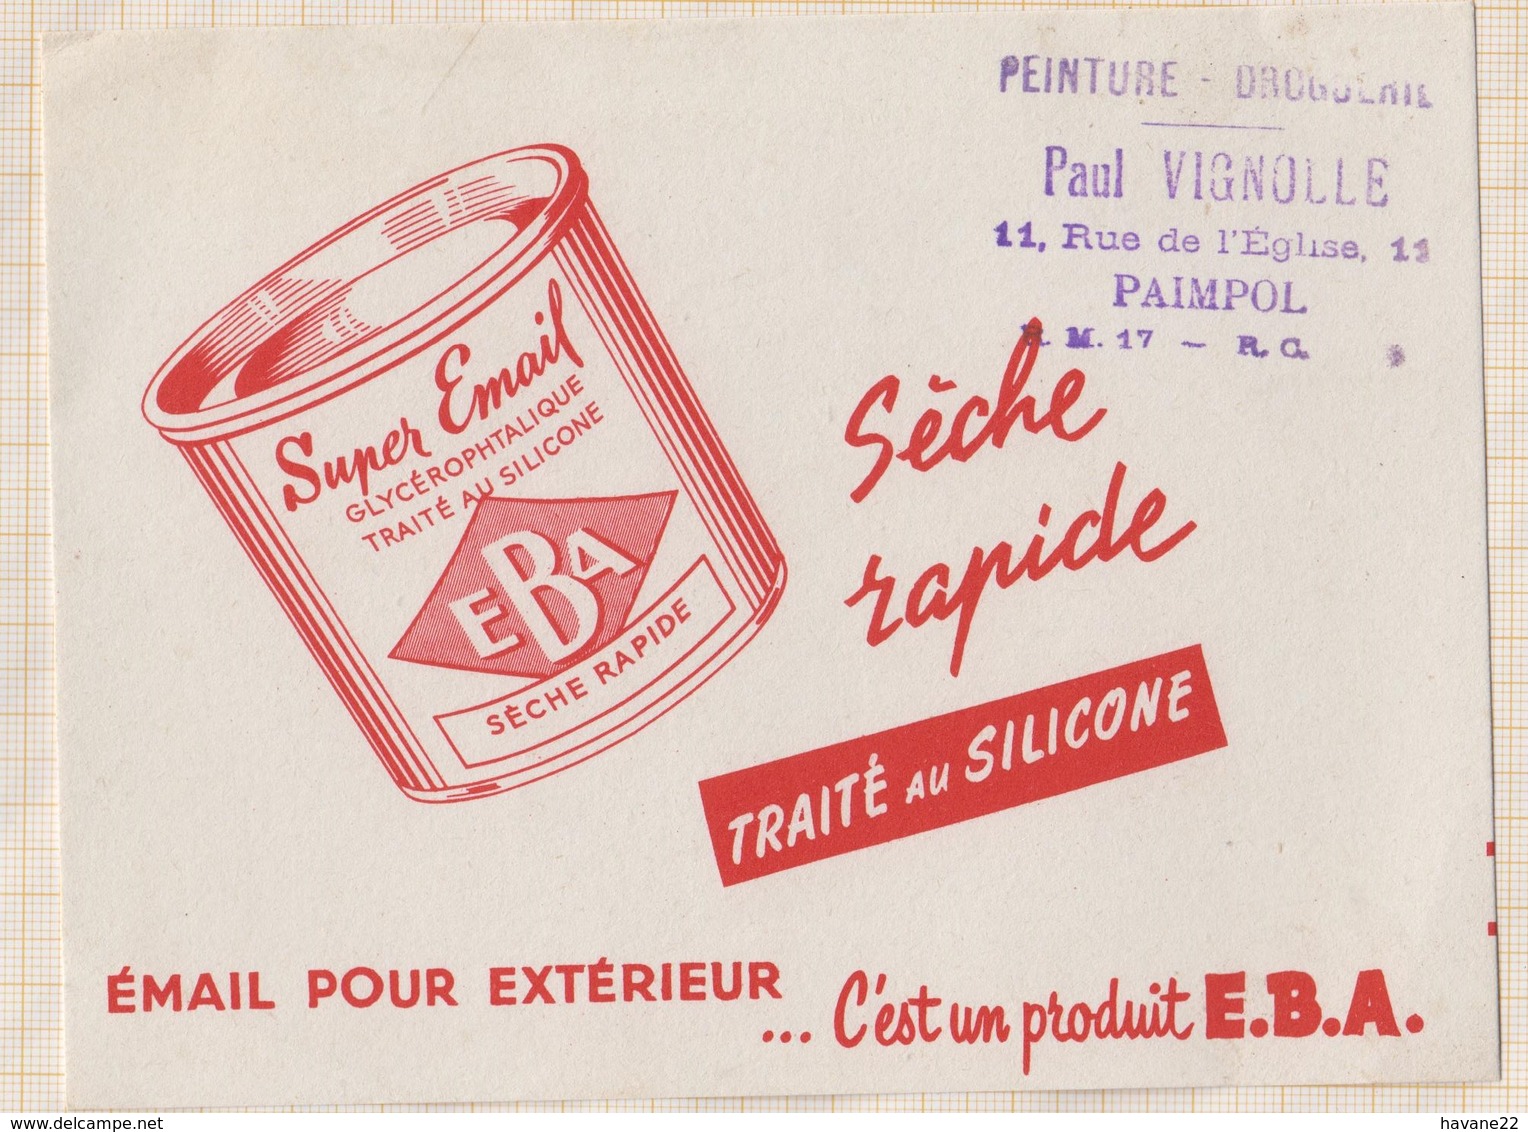 PEINTURE - DROGUERIE
Paul VIGNOLLE
11, Rue de l'Église, 11
PAIMPOL
R. M. 17 - R. C.
Super Email
GLYCÉROPHTALIQUE
TRAITÉ AU SILICONE
EBA
SÈCHE RAPIDE
Sèche
rapide
TRAITÉ AU SILICONE
ÉMAIL POUR EXTÉRIEUR
... C'est un produit E.B.A.
© www.delcampe.net
havane22